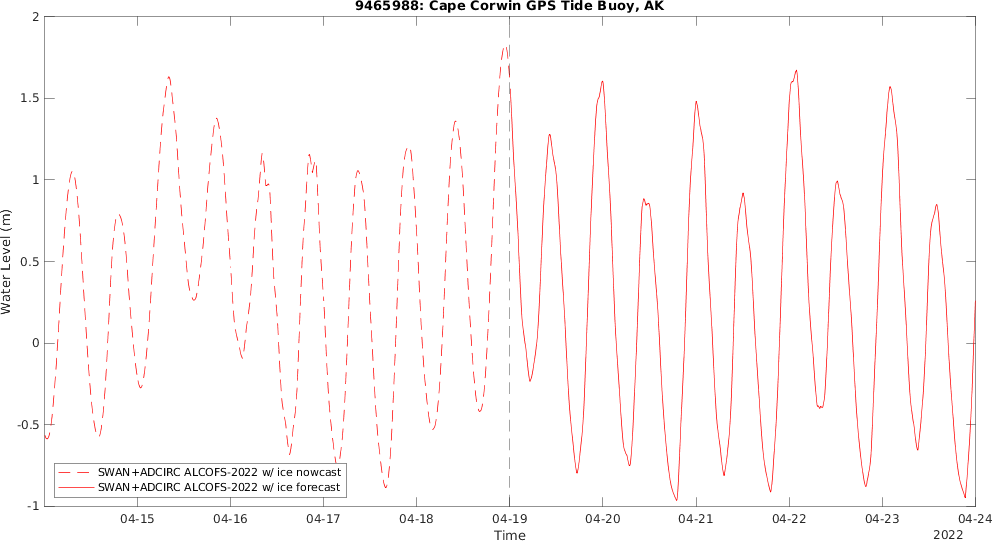 9465988: Cape Corwin GPS Tide Buoy, AK
Water Level (m)
2
1.5
1
0.5
0
-0.5
-1
SWAN+ADCIRC ALCOFS-2022 w/ ice nowcast
SWAN+ADCIRC ALCOFS-2022 w/ ice forecast
04-15 04-16 04-17 04-18 04-19 04-20 04-21 04-22 04-23 04-24
Time
2022